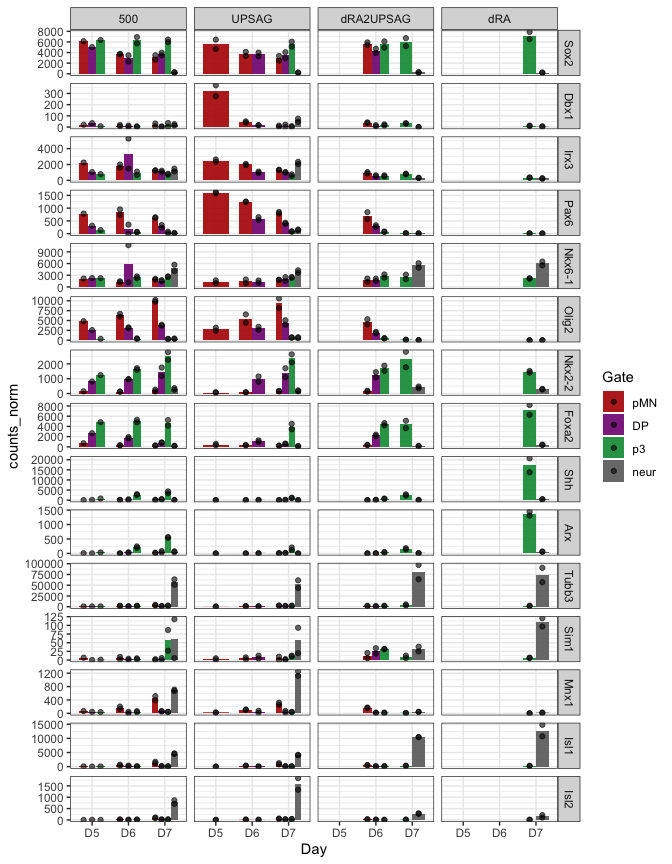 500 UPSAG dRA2UPSAG dRA
8000
6000
4000
2000
0
Sox2
300
200
100
0
Dbx1
4000
2000
0
Irx3
1500
1000
500
0
Pax6
9000
6000
3000
0
Nkx6-1
10000
7500
5000
2500
0
Olig2
2000
1000
0
Nkx2-2
8000
6000
4000
2000
0
Foxa2
20000
15000
10000
5000
0
Shh
1500
1000
500
0
Arx
100000
75000
50000
25000
0
Tubb3
125
100
75
50
25
0
Sim1
1200
800
400
0
Mnx1
15000
10000
5000
0
Isl1
1500
1000
500
0
Isl2
D5 D6 D7 D5 D6 D7 D5 D6 D7 D5 D6 D7
Day
counts_norm
Gate
pMN
DP
p3
neur